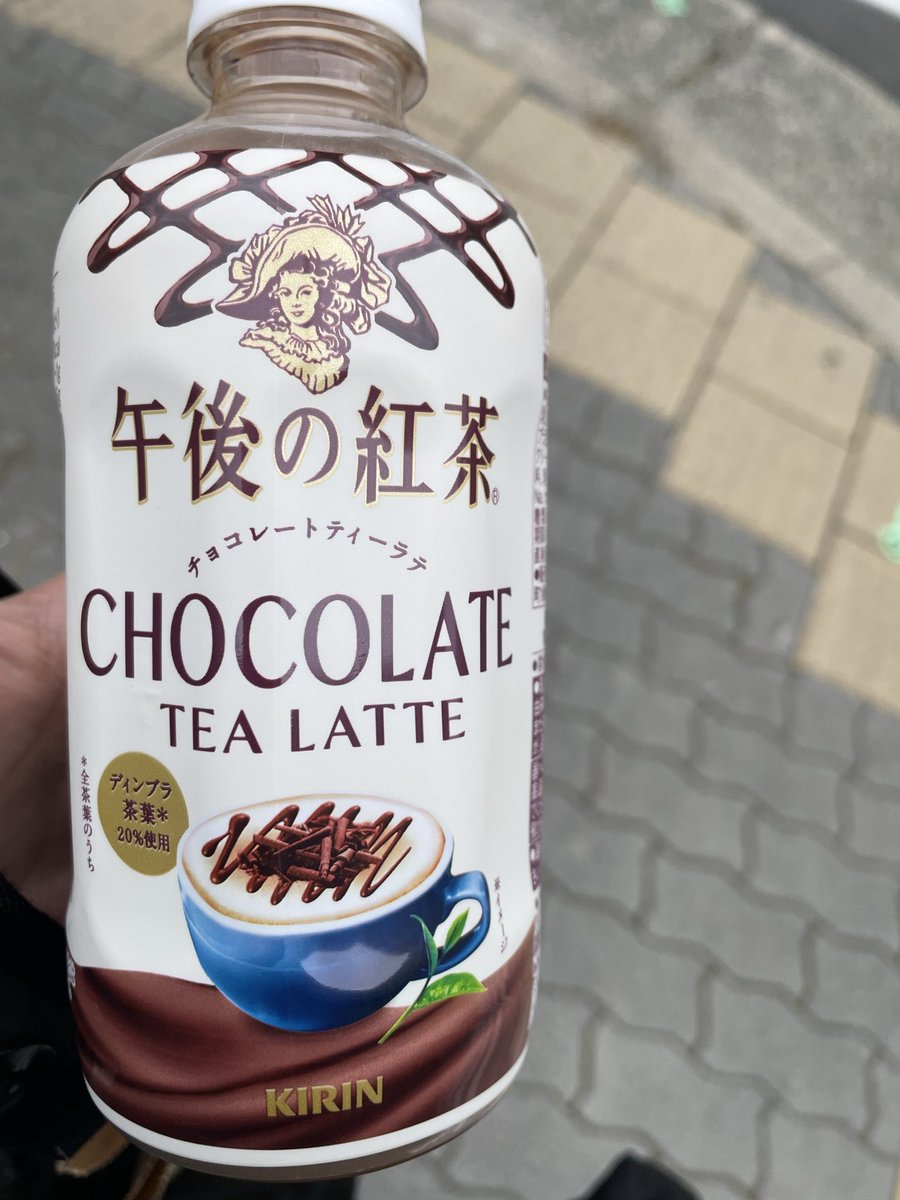 午後の紅茶®
チョコレートティーラテ
CHOCOLATE
TEA LATTE
ディンブラ
茶葉*
20%使用
*全茶葉のうち
※イメージ
KIRIN